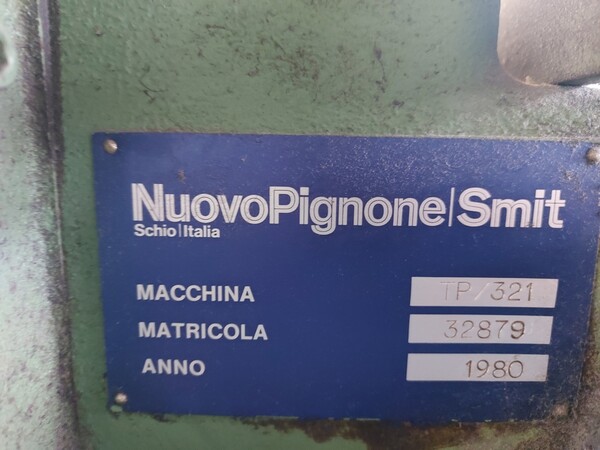 NuovoPignone|Smit
Schio|Italia
MACCHINA TP/321
MATRICOLA 32879
ANNO 1980